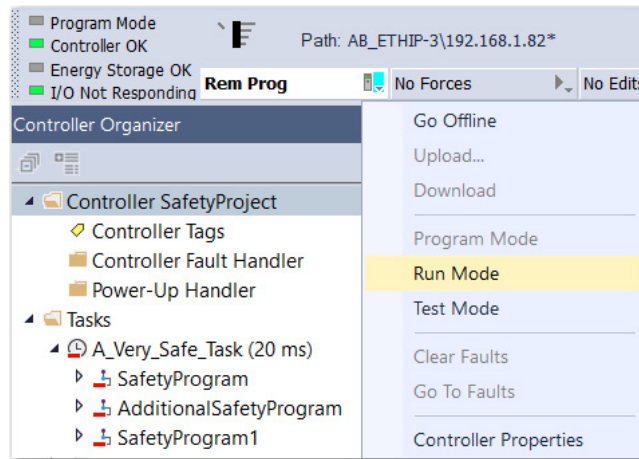 Program Mode
Controller OK
Energy Storage OK
I/O Not Responding
Path: AB_ETHIP-3\192.168.1.82*
Rem Prog
No Forces
No Edits
Controller Organizer
Controller SafetyProject
Controller Tags
Controller Fault Handler
Power-Up Handler
Tasks
A_Very_Safe_Task (20 ms)
SafetyProgram
AdditionalSafetyProgram
SafetyProgram1
Go Offline
Upload...
Download
Program Mode
Run Mode
Test Mode
Clear Faults
Go To Faults
Controller Properties